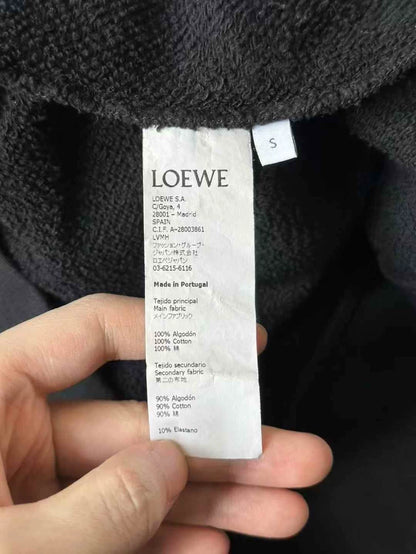 S
LOEWE
LOEWE S.A.
C/Goya, 4
28001 - Madrid
SPAIN
C.I.F. A-28003861
LVMH
ファッション・グループ・
ジャパン株式会社
ロエベジャパン
03-6215-6116
Made in Portugal
Tejido principal
Main fabric
メインファブリック
100% Algodón
100% Cotton
100% 綿
Tejido secundario
Secondary fabric
第二の布地
90% Algodón
90% Cotton
90% 綿
10% Elastano